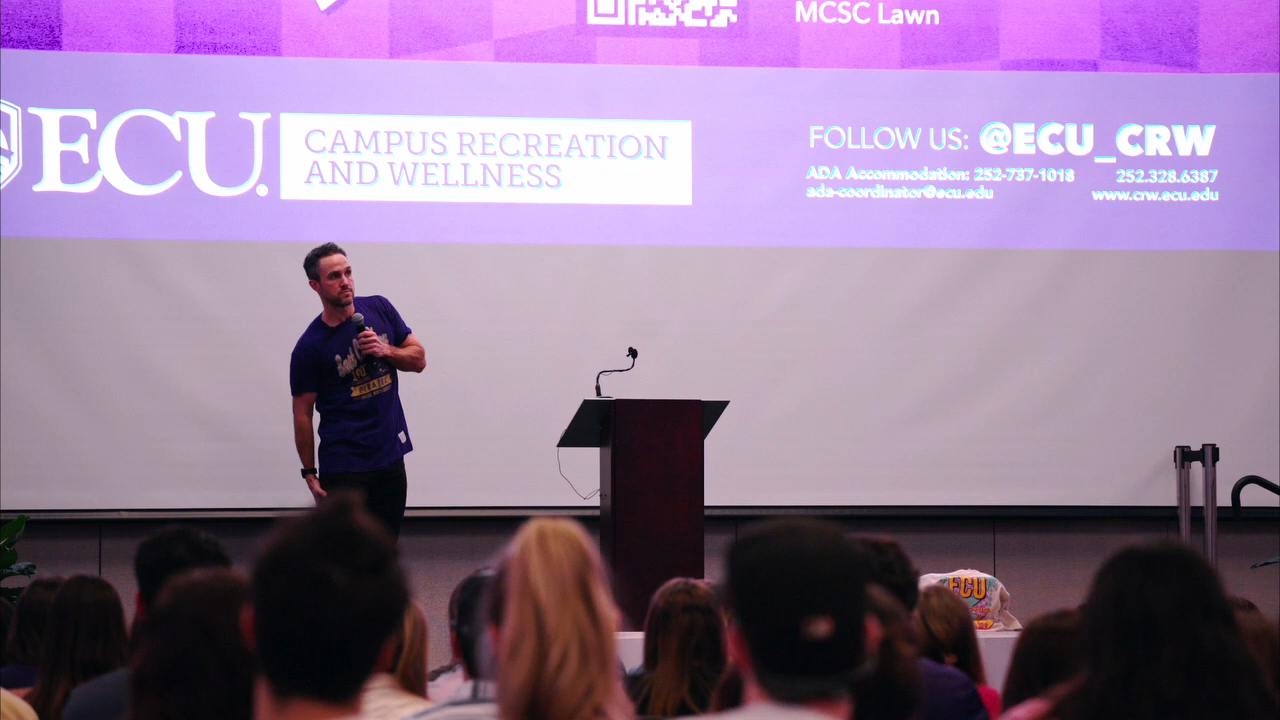 MCSC Lawn
ECU.
CAMPUS RECREATION
AND WELLNESS
FOLLOW US: @ECU_CRW
ADA Accommodation: 252-737-1018
252.328.6387
ada-coordinator@ecu.edu
www.crw.ecu.edu
ECU